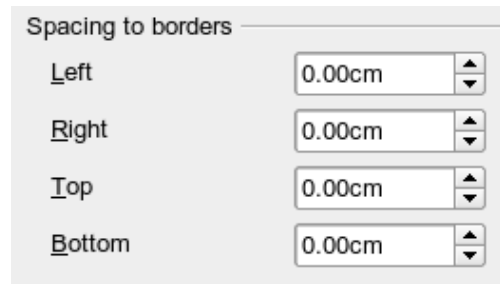 Spacing to borders
Left 0.00cm
Right 0.00cm
Top 0.00cm
Bottom 0.00cm